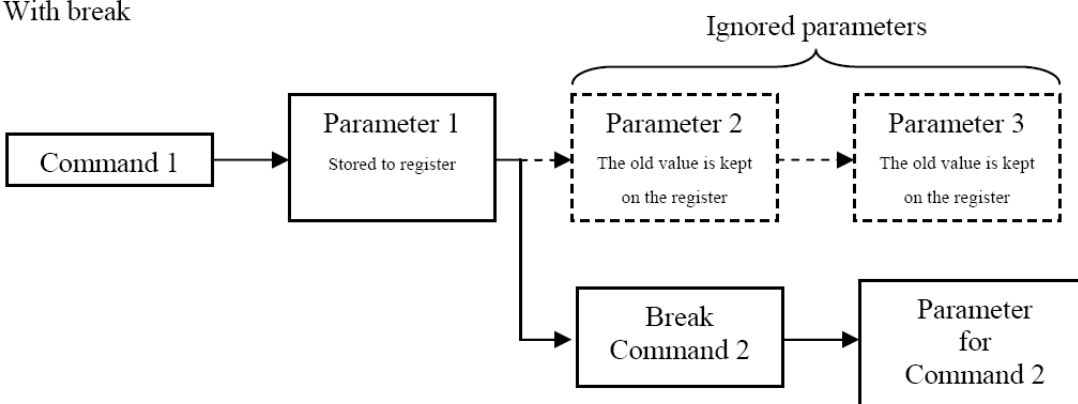 With break
Ignored parameters
Command 1
Parameter 1
Stored to register
Parameter 2
The old value is kept
on the register
Parameter 3
The old value is kept
on the register
Break
Command 2
Parameter
for
Command 2